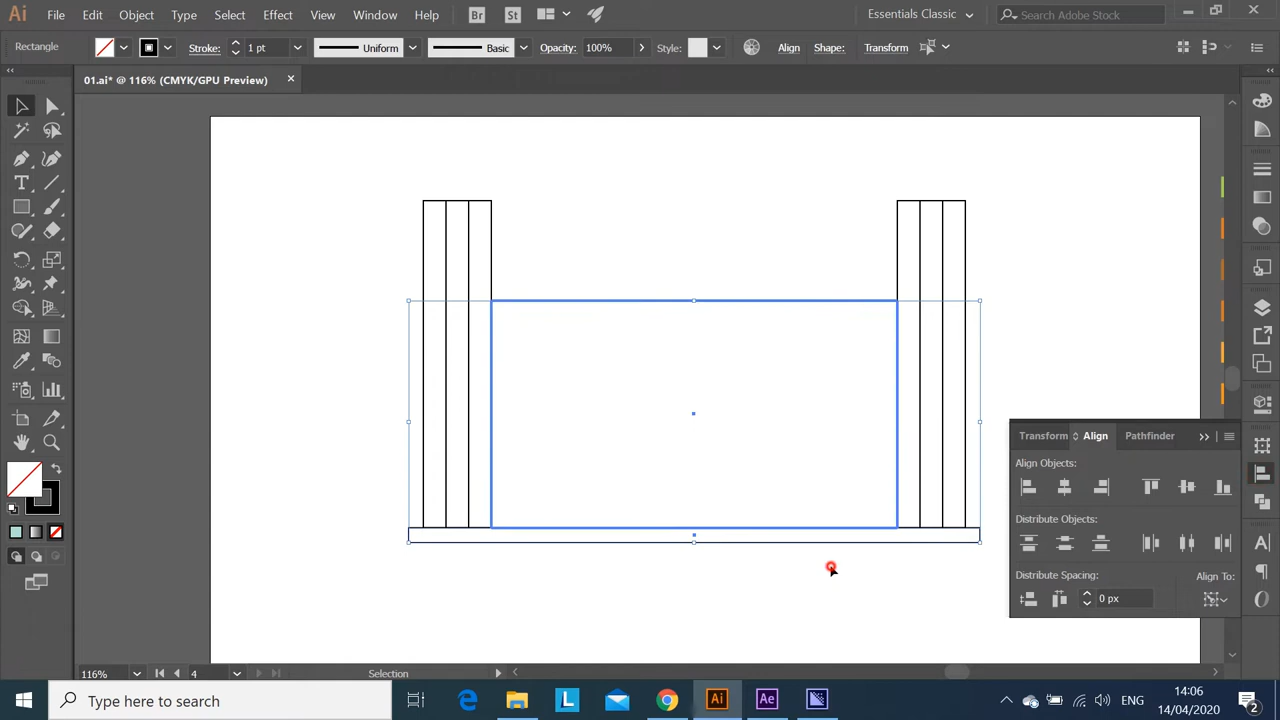 Ai File Edit Object Type Select Effect View Window Help Br St Essentials Classic Search Adobe Stock
Rectangle Stroke: 1 pt Uniform Basic Opacity: 100% Style: Align Shape: Transform
01.ai* @ 116% (CMYK/GPU Preview)
Transform Align Pathfinder
Align Objects:
Distribute Objects:
Distribute Spacing: Align To:
0 px
116% 4 Selection
Type here to search L Ai Ae ENG 14:06
14/04/2020 2